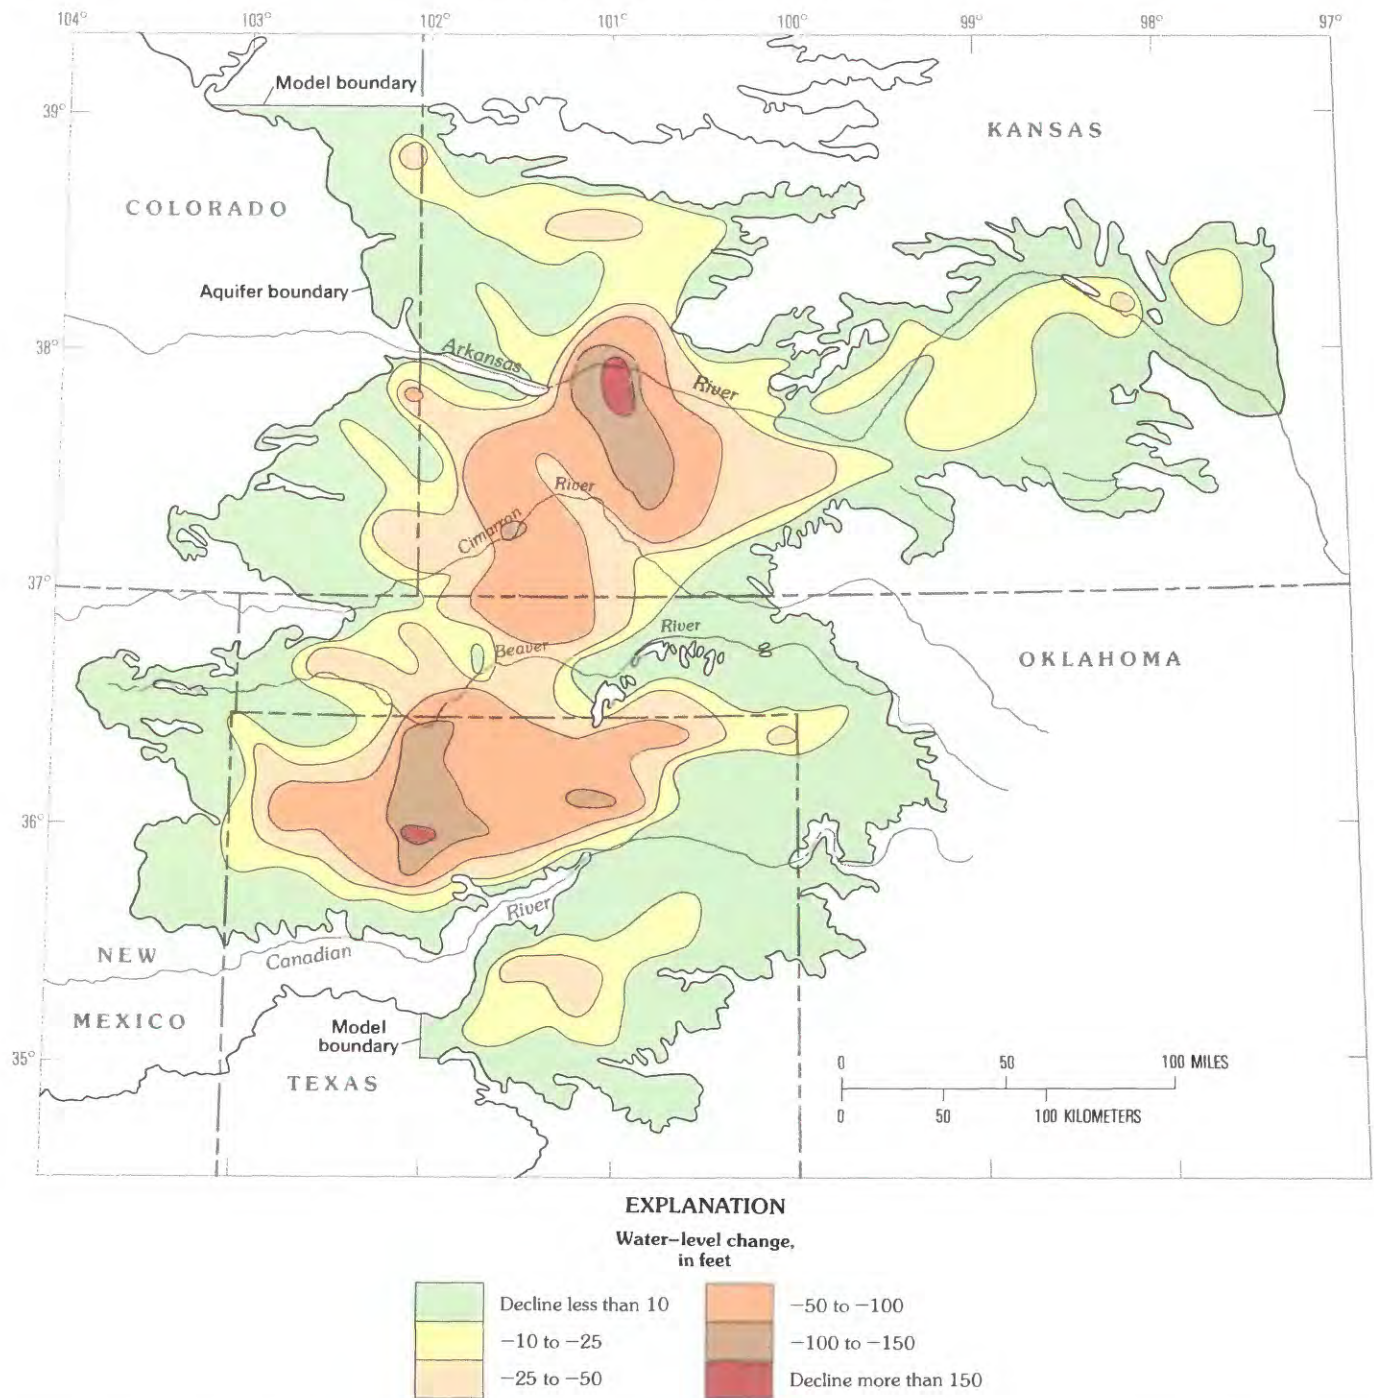 104°
103°
102°
101°
100°
99°
98°
97°
Model boundary
39°
KANSAS
COLORADO
Aquifer boundary
38°
Arkansas
River
River
Cimarron
37°
River
Beaver
OKLAHOMA
36°
River
NEW
Canadian
MEXICO
Model
boundary
35°
TEXAS
0 50 100 MILES
0 50 100 KILOMETERS
EXPLANATION
Water–level change,
in feet
Decline less than 10
−10 to −25
−25 to −50
−50 to −100
−100 to −150
Decline more than 150